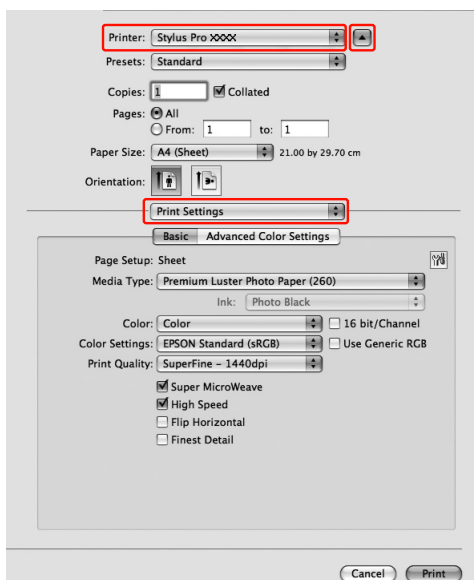 Printer: Stylus Pro XXXX
Presets: Standard
Copies: 1 Collated
Pages: All
From: 1 to: 1
Paper Size: A4 (Sheet) 21.00 by 29.70 cm
Orientation:
Print Settings
Basic Advanced Color Settings
Page Setup: Sheet
Media Type: Premium Luster Photo Paper (260)
Ink: Photo Black
Color: Color 16 bit/Channel
Color Settings: EPSON Standard (sRGB) Use Generic RGB
Print Quality: SuperFine - 1440dpi
Super MicroWeave
High Speed
Flip Horizontal
Finest Detail
Cancel Print